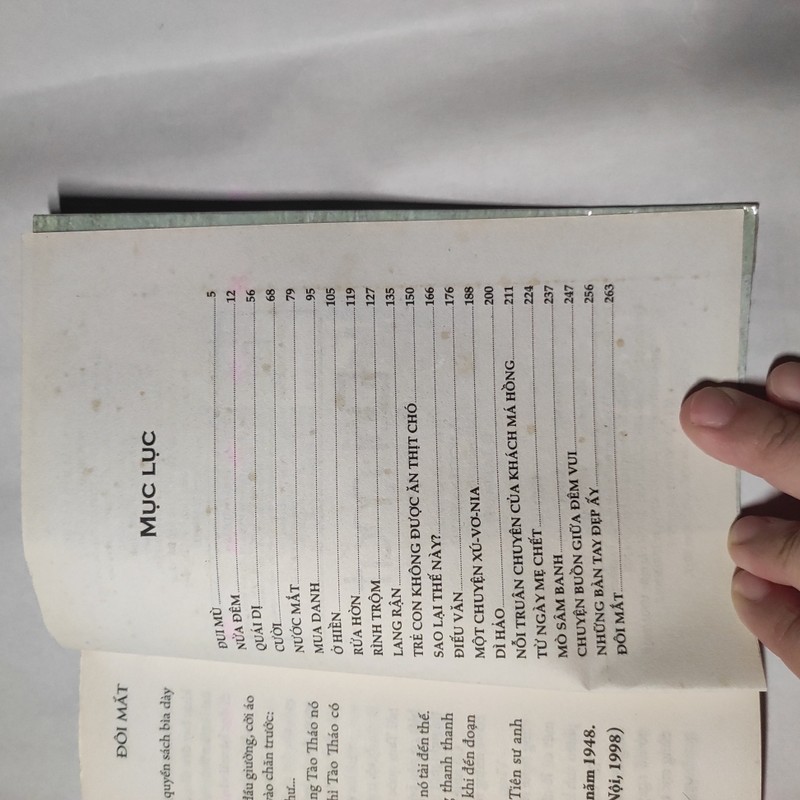 ĐÔI MẮT
quyển sách bìa dày
đầu giường, cởi áo
vào chăn trước:
hư...
ng Tào Tháo nó
hì Tào Tháo có
nó tài đến thế.
g thanh thanh
khi đến đoạn
Tiên sư anh
năm 1948.
Nội, 1998)
MỤC LỤC
ĐUI MÙ 5
NỬA ĐÊM 12
QUÁI DỊ 56
CƯỜI 68
NƯỚC MẮT 79
MUA DANH 95
Ở HIỀN 105
RỬA HỜN 119
RÌNH TRỘM 127
LANG RẬN 135
TRẺ CON KHÔNG ĐƯỢC ĂN THỊT CHÓ 150
SAO LẠI THẾ NÀY? 166
ĐIẾU VĂN 176
MỘT CHUYỆN XÚ-VƠ-NIA 188
DÌ HẢO 200
NỖI TRUÂN CHUYÊN CỦA KHÁCH MÁ HỒNG 211
TỪ NGÀY MẸ CHẾT 224
MÒ SÂM BANH 237
CHUYỆN BUỒN GIỮA ĐÊM VUI 247
NHỮNG BÀN TAY ĐẸP ẤY 256
ĐÔI MẮT 263